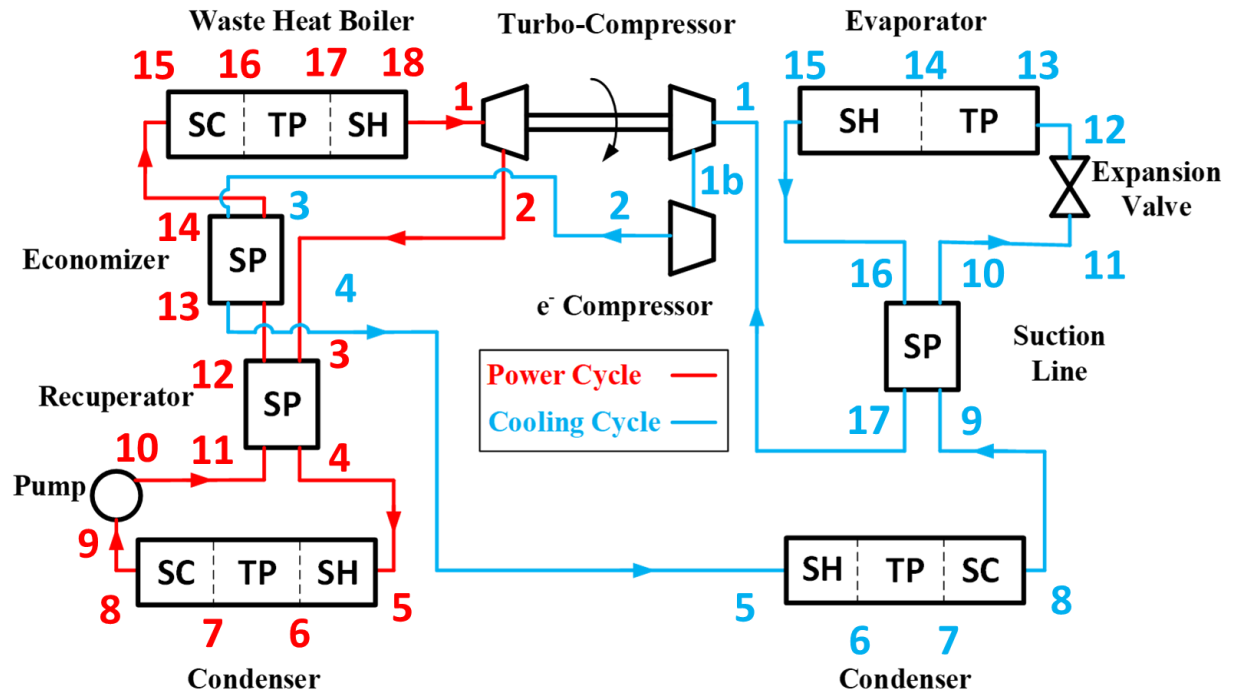 Waste Heat Boiler
Turbo-Compressor
Evaporator
15 16 17 18
SC TP SH
1
1
15 14 13
SH TP
12
Expansion
Valve
1b
2
2
3
14
Economizer
SP
13
4
e- Compressor
16 10 11
SP
Suction
Line
17 9
3
12
Recuperator
SP
Power Cycle
Cooling Cycle
10 11 4
Pump
9
SC TP SH
8 7 6 5
Condenser
SH TP SC
5 6 7 8
Condenser